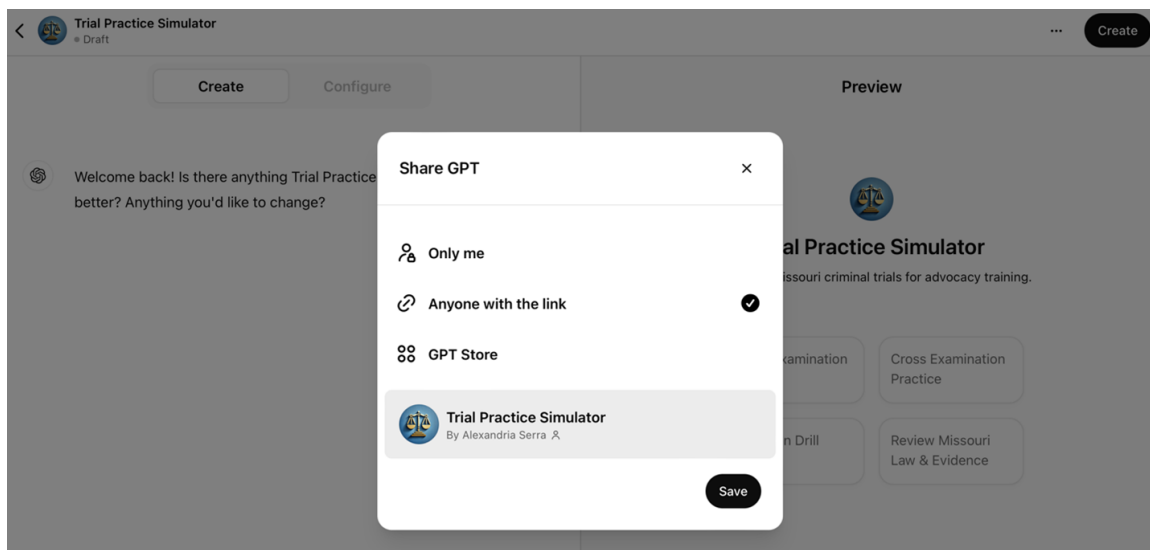 Trial Practice Simulator
Draft
...
Create
Create
Configure
Preview
Welcome back! Is there anything Trial Practice
better? Anything you'd like to change?
Share GPT
Only me
Anyone with the link
GPT Store
Trial Practice Simulator
By Alexandria Serra
Save
al Practice Simulator
issouri criminal trials for advocacy training.
xamination
Cross Examination
Practice
n Drill
Review Missouri
Law & Evidence